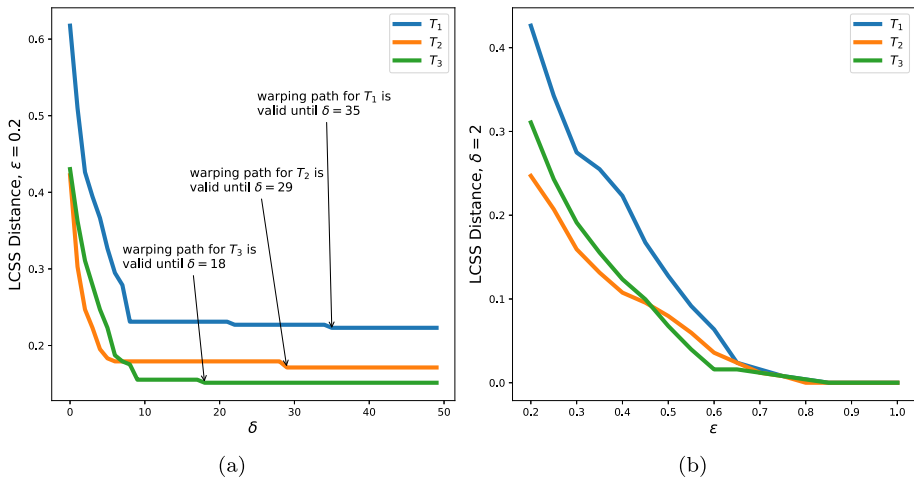 0.6
0.5
0.4
0.3
0.2
LCSS Distance, ε = 0.2
T₁
T₂
T₃
warping path for T₁ is
valid until δ = 35
warping path for T₂ is
valid until δ = 29
warping path for T₃ is
valid until δ = 18
0 10 20 30 40 50
δ
(a)
0.4
0.3
0.2
0.1
0.0
LCSS Distance, δ = 2
T₁
T₂
T₃
0.2 0.3 0.4 0.5 0.6 0.7 0.8 0.9 1.0
ε
(b)